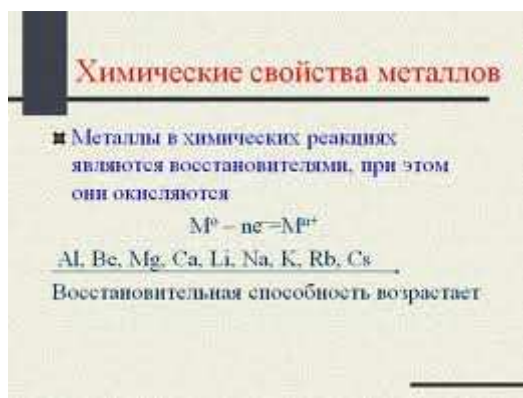 Химические свойства металлов
Металлы в химических реакциях
являются восстановителями, при этом
они окисляются
M⁰ – ne⁻=Mⁿ⁺
Al, Be, Mg, Ca, Li, Na, K, Rb, Cs
Восстановительная способность возрастает